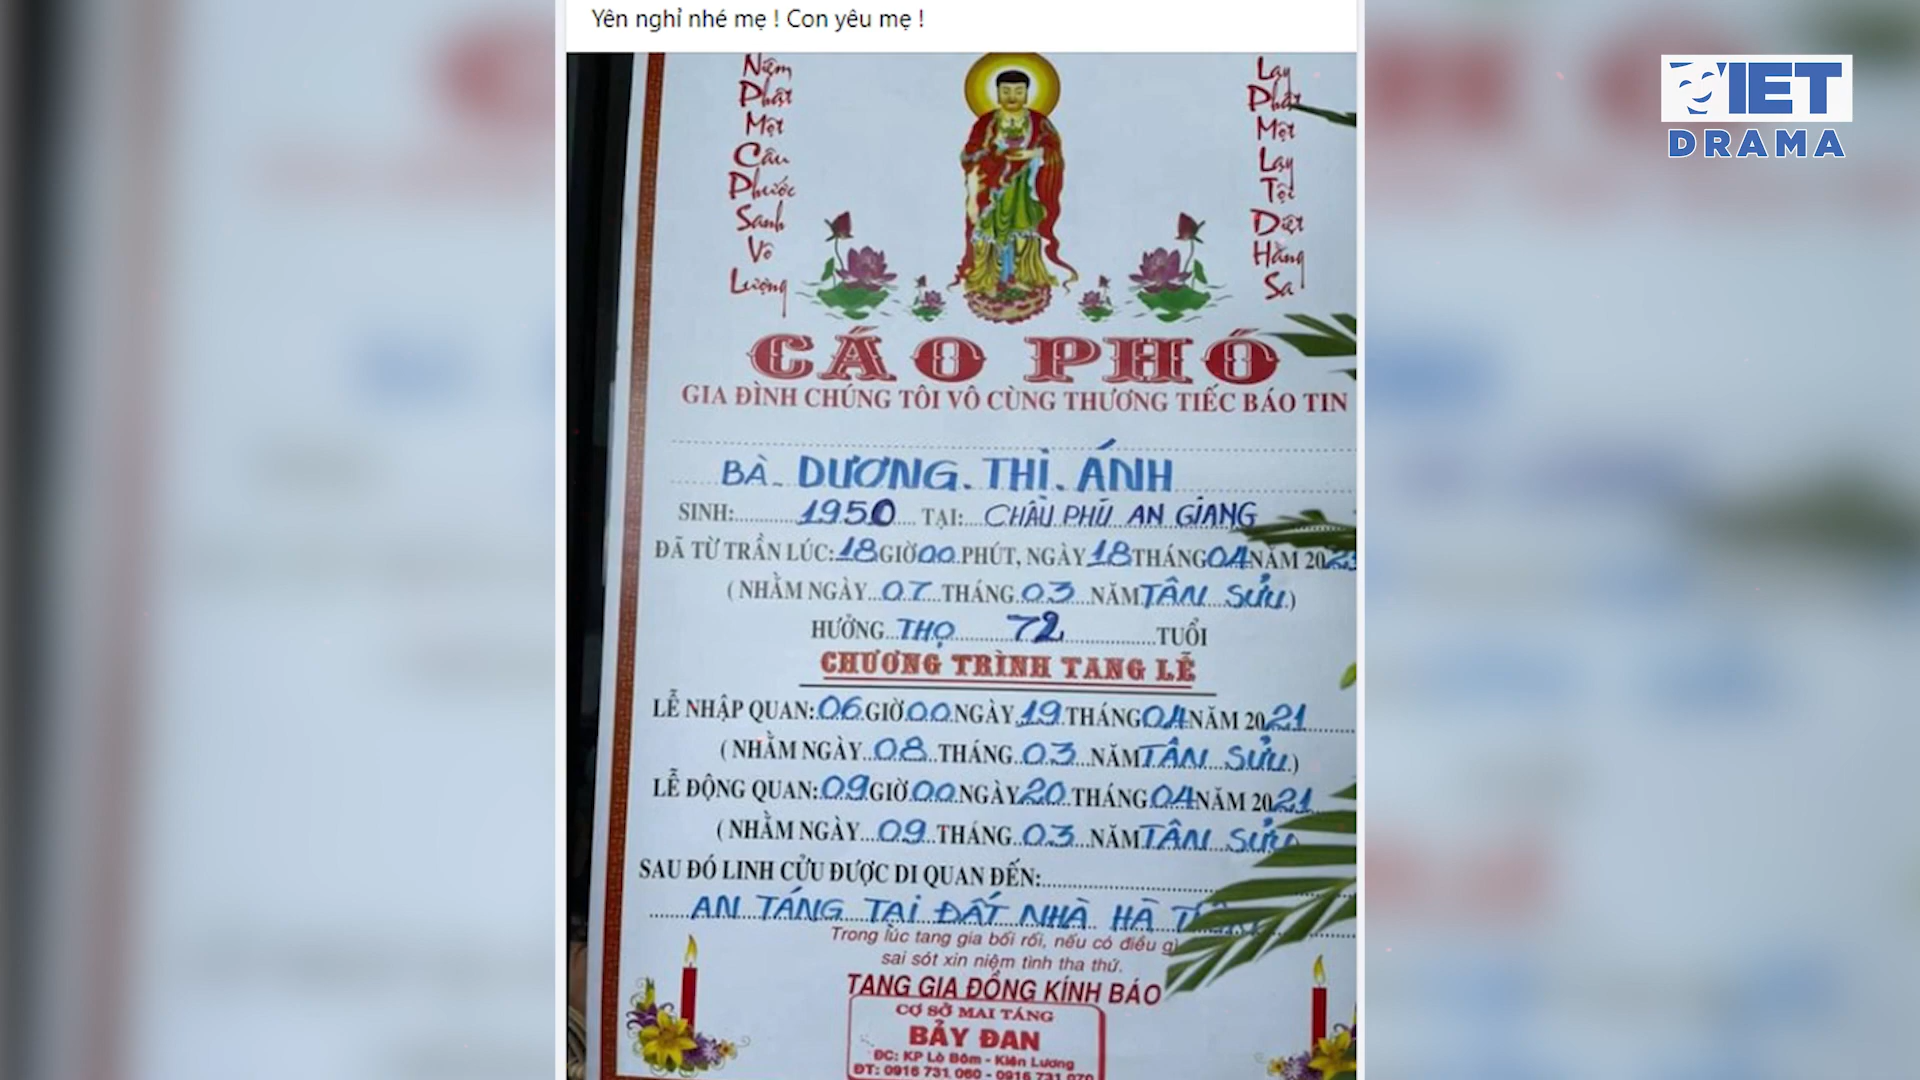 Yên nghỉ nhé mẹ ! Con yêu mẹ !
VIET
DRAMA
Niệm
Phật
Một
Câu
Phước
Sanh
Vô
Lượng
Lạy
Phật
Một
Lạy
Tội
Diệt
Hằng
Sa
CÁO PHÓ
GIA ĐÌNH CHÚNG TÔI VÔ CÙNG THƯƠNG TIẾC BÁO TIN
BÀ. DƯƠNG. THỊ. ÁNH
SINH: 1950 TẠI: CHÂU PHÚ AN GIANG
ĐÃ TỪ TRẦN LÚC: 18 GIỜ 00 PHÚT, NGÀY 18 THÁNG 04 NĂM
( NHẰM NGÀY 07 THÁNG 03 NĂM TÂN SỬU )
HƯỞNG THỌ 72 TUỔI
CHƯƠNG TRÌNH TANG LỄ
LỄ NHẬP QUAN: 06 GIỜ 00 NGÀY 19 THÁNG 04 NĂM 2021
( NHẰM NGÀY 08 THÁNG 03 NĂM TÂN SỬU )
LỄ ĐỘNG QUAN: 09 GIỜ 00 NGÀY 20 THÁNG 04 NĂM 2021
( NHẰM NGÀY 09 THÁNG 03 NĂM TÂN SỬU )
SAU ĐÓ LINH CỬU ĐƯỢC DI QUAN ĐẾN:
AN TÁNG TẠI ĐẤT NHÀ HÀ
Trong lúc tang gia bối rối, nếu có điều gì
sai sót xin niệm tình tha thứ.
TANG GIA ĐỒNG KÍNH BÁO
CƠ SỞ MAI TÁNG
BẢY ĐAN
ĐC: KP Lò Bôm - Kiên Lương
ĐT: 0916 731 060 - 0916 731 070